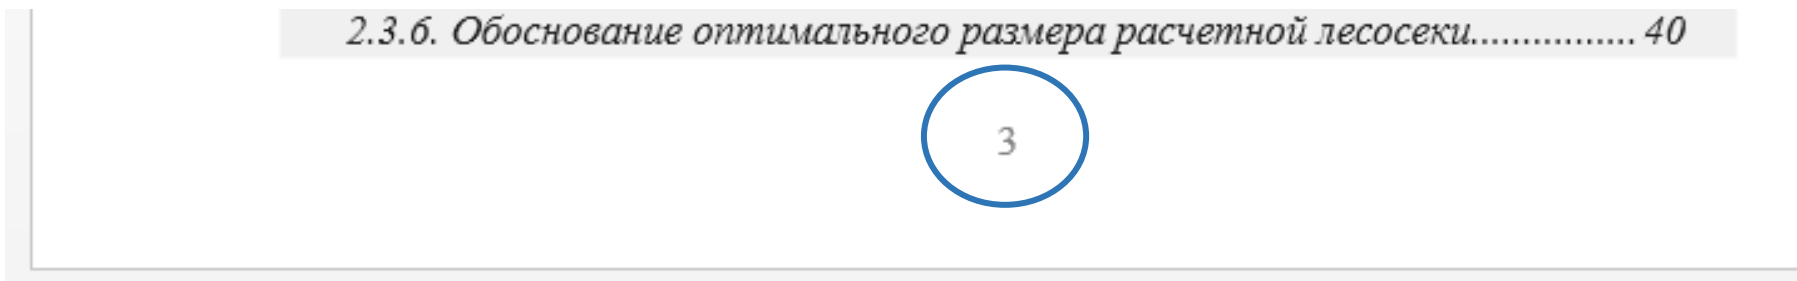 2.3.6. Обоснование оптимального размера расчетной лесосеки................ 40
3